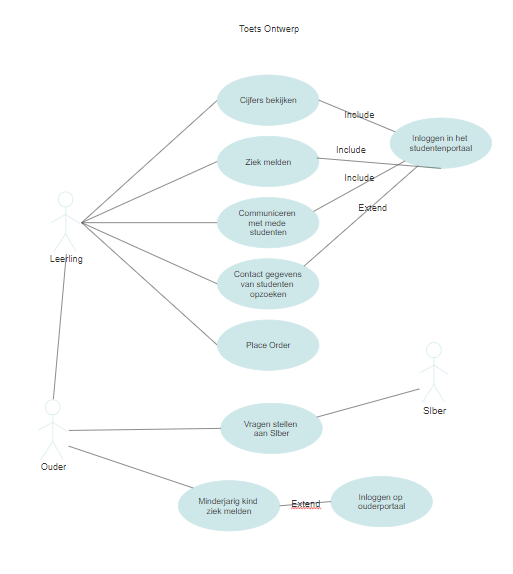 Toets Ontwerp
Cijfers bekijken
Include
Inloggen in het
studentenportaal
Include
Ziek melden
Include
Communiceren
met mede
studenten
Extend
Leerling
Contact gegevens
van studenten
opzoeken
Place Order
Slber
Vragen stellen
aan Slber
Ouder
Minderjarig kind
ziek melden
Extend
Inloggen op
ouderportaal